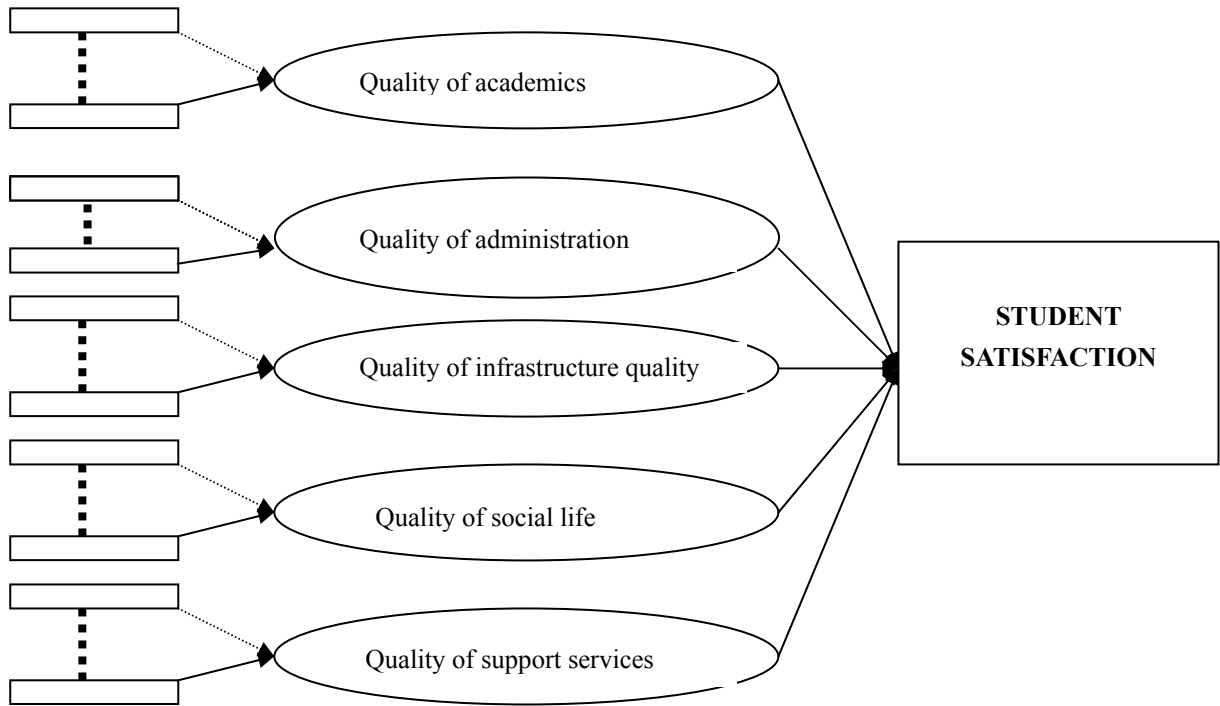 Quality of academics
Quality of administration
Quality of infrastructure quality
Quality of social life
Quality of support services
STUDENT
SATISFACTION